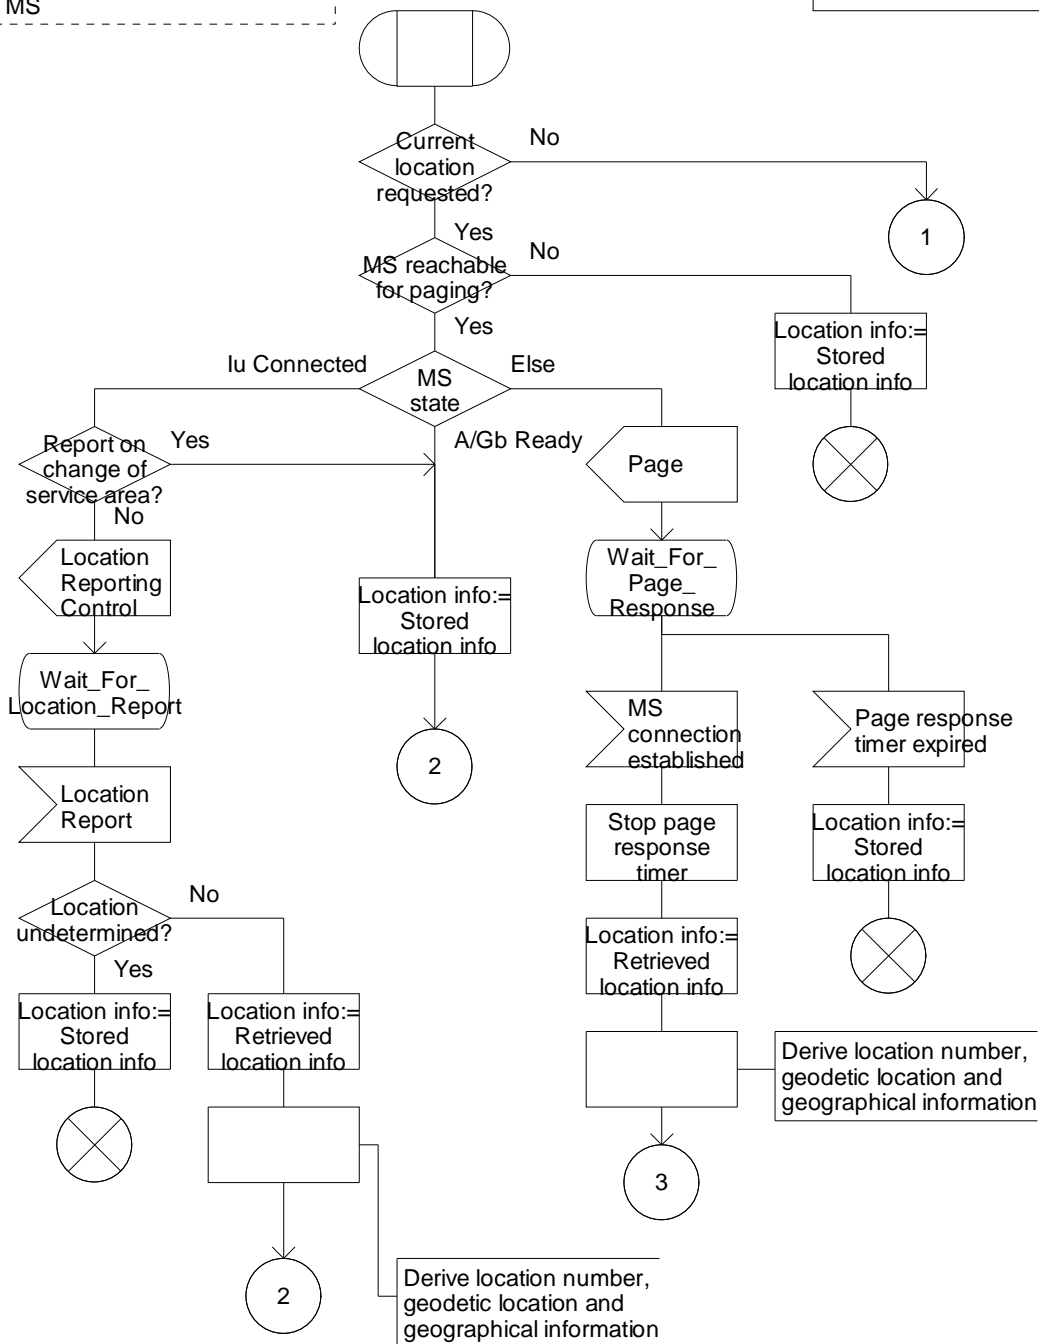 MS
Current
location
requested?
No
1
Yes
MS reachable
for paging?
No
Location info:=
Stored
location info
Yes
Iu Connected
MS
state
Else
A/Gb Ready
Report on
change of
service area?
Yes
No
Page
Location
Reporting
Control
Location info:=
Stored
location info
Wait_For_
Page_
Response
Wait_For_
Location_Report
2
MS
connection
established
Page response
timer expired
Location
Report
Stop page
response
timer
Location info:=
Stored
location info
Location
undetermined?
No
Yes
Location info:=
Retrieved
location info
Location info:=
Stored
location info
Location info:=
Retrieved
location info
Derive location number,
geodetic location and
geographical information
3
2
Derive location number,
geodetic location and
geographical information